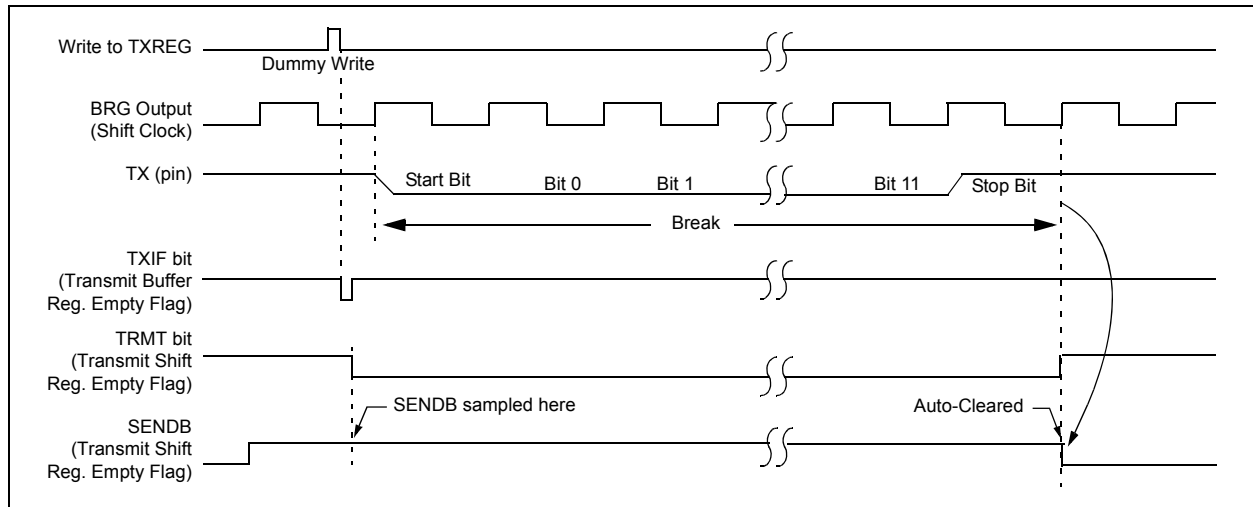 Write to TXREG
Dummy Write
BRG Output
(Shift Clock)
TX (pin)
Start Bit
Bit 0
Bit 1
Bit 11
Stop Bit
Break
TXIF bit
(Transmit Buffer
Reg. Empty Flag)
TRMT bit
(Transmit Shift
Reg. Empty Flag)
SENDB sampled here
Auto-Cleared
SENDB
(Transmit Shift
Reg. Empty Flag)